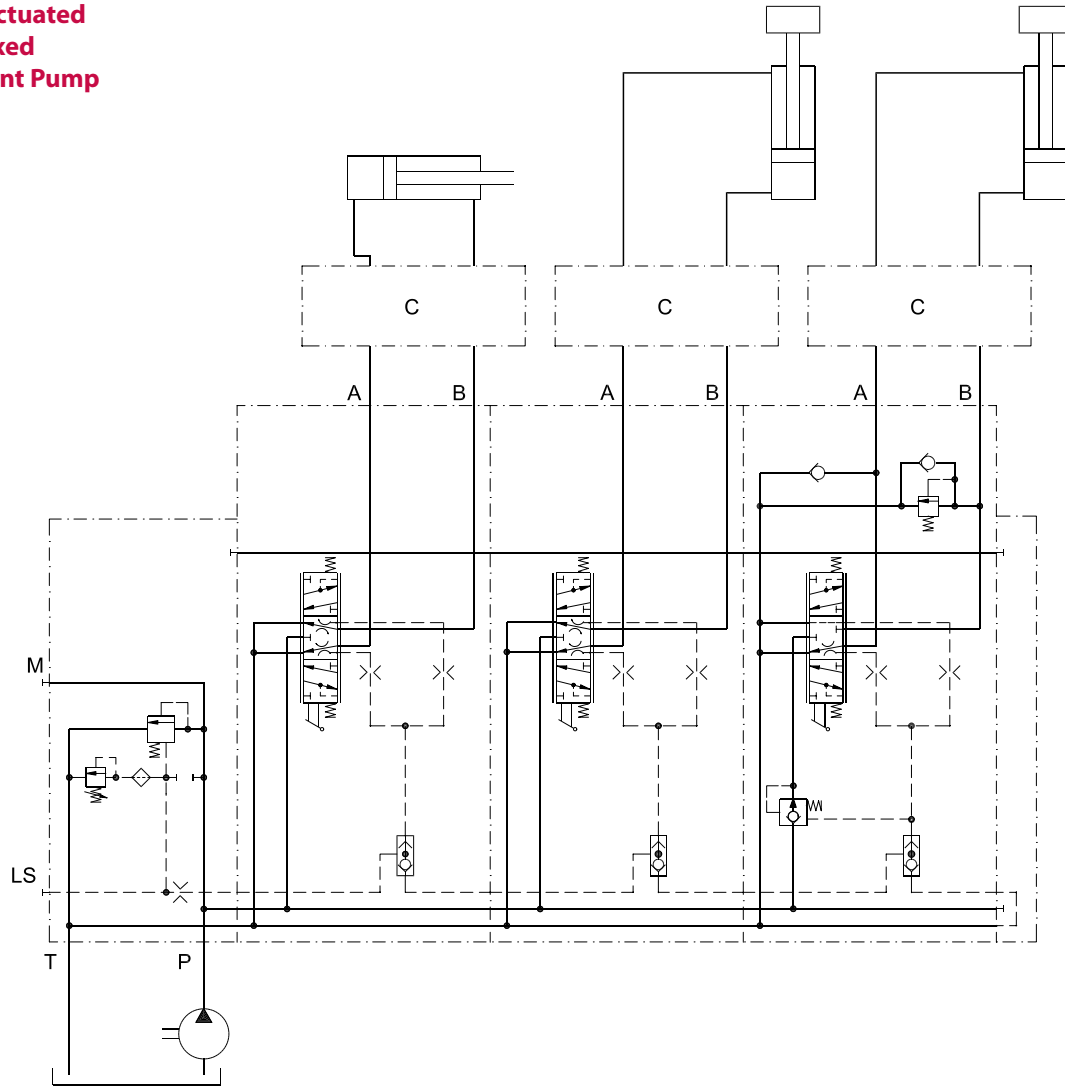 ctuated
xed
nt Pump
C C C
A B A B A B
M
LS
T P